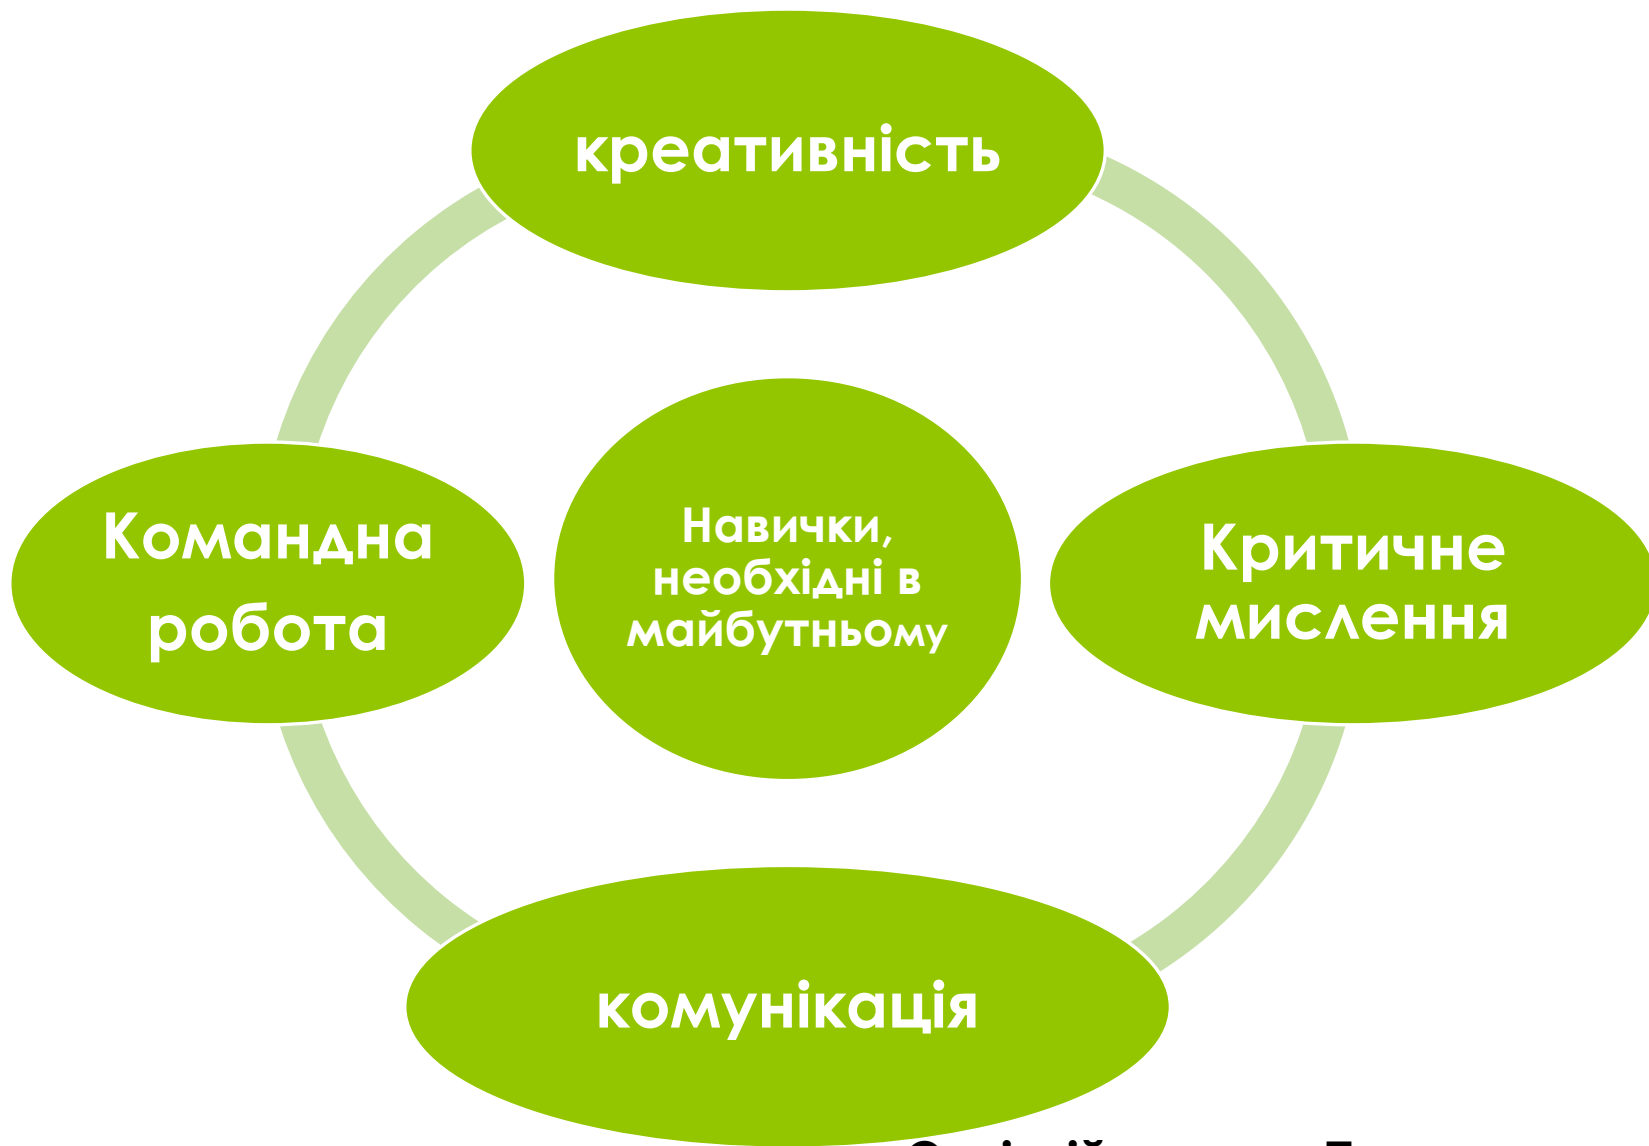 креативність
Командна
робота
Навички,
необхідні в
майбутньому
Критичне
мислення
комунікація